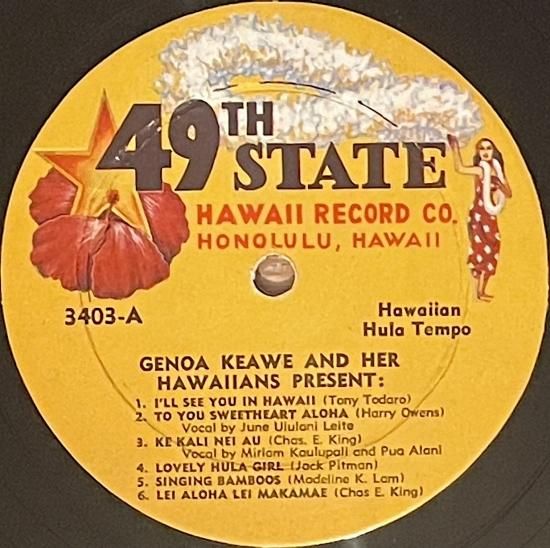 49TH
STATE
HAWAII RECORD CO.
HONOLULU, HAWAII
3403-A
Hawaiian
Hula Tempo
GENOA KEAWE AND HER
HAWAIIANS PRESENT:
1. I'LL SEE YOU IN HAWAII (Tony Todaro)
2. TO YOU SWEETHEART ALOHA (Harry Owens)
Vocal by June Ululani Leite
3. KE KALI NEI AU (Chas. E. King)
Vocal by Miriam Kaulupali and Pua Alani
4. LOVELY HULA GIRL (Jack Pitman)
5. SINGING BAMBOOS (Madeline K. Lam)
6. LEI ALOHA LEI MAKAMAE (Chas E. King)